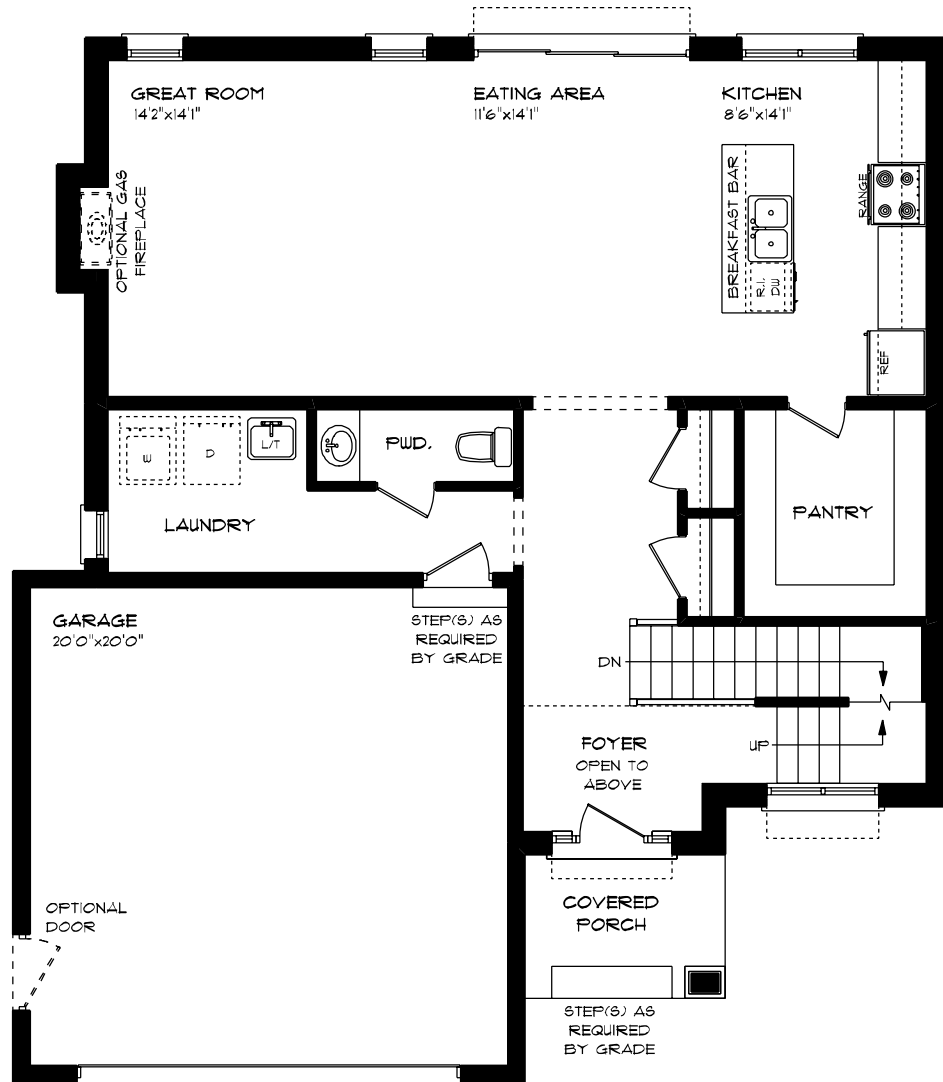 GREAT ROOM
14'2"x14'1"
EATING AREA
11'6"x14'1"
KITCHEN
8'6"x14'1"
OPTIONAL GAS
FIREPLACE
BREAKFAST BAR
R.I.
DW
RANGE
REF
W
D
L/T
PWD.
LAUNDRY
PANTRY
GARAGE
20'0"x20'0"
STEP(S) AS
REQUIRED
BY GRADE
DN
UP
FOYER
OPEN TO
ABOVE
OPTIONAL
DOOR
COVERED
PORCH
STEP(S) AS
REQUIRED
BY GRADE